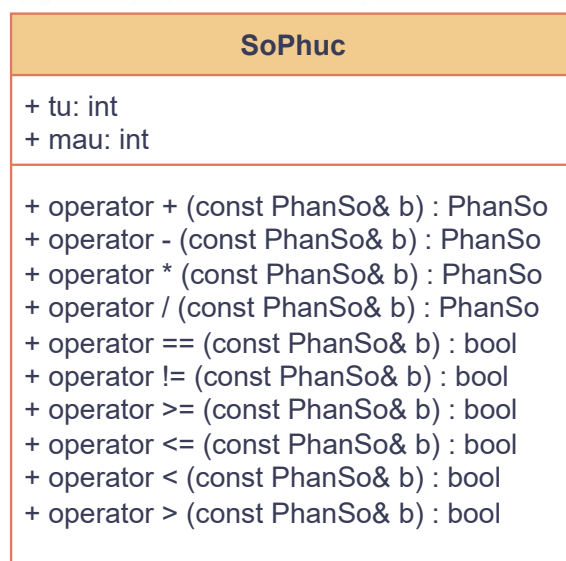 SoPhuc
+ tu: int
+ mau: int
+ operator + (const PhanSo& b) : PhanSo
+ operator - (const PhanSo& b) : PhanSo
+ operator * (const PhanSo& b) : PhanSo
+ operator / (const PhanSo& b) : PhanSo
+ operator == (const PhanSo& b) : bool
+ operator != (const PhanSo& b) : bool
+ operator >= (const PhanSo& b) : bool
+ operator <= (const PhanSo& b) : bool
+ operator < (const PhanSo& b) : bool
+ operator > (const PhanSo& b) : bool